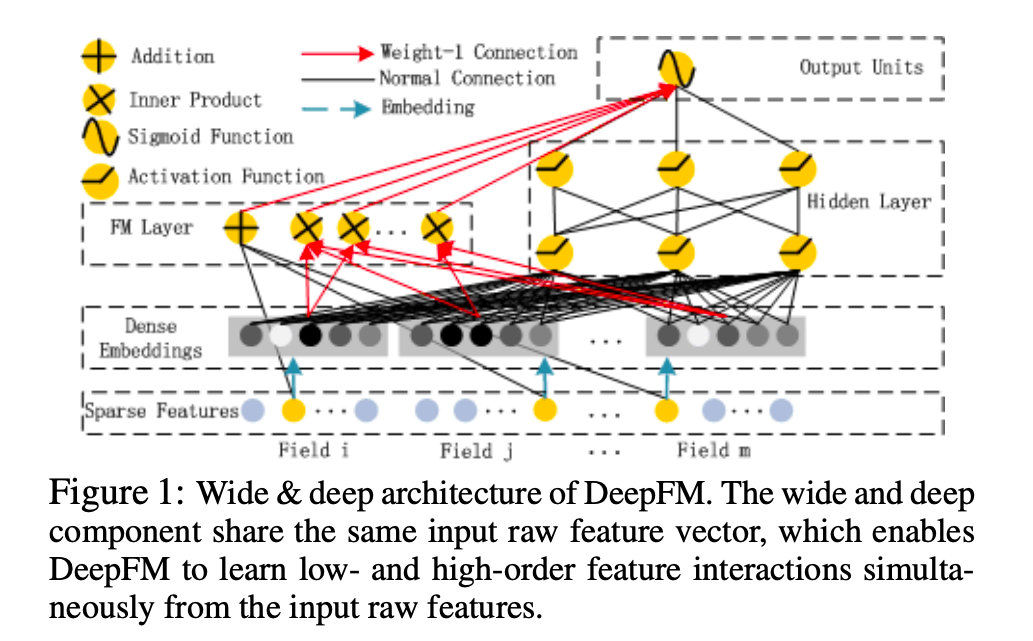 Addition
Weight-1 Connection
Normal Connection
Output Units
Inner Product
Embedding
Sigmoid Function
Activation Function
Hidden Layer
FM Layer
...
Dense
Embeddings
...
Sparse Features
... ... ... ...
Field i
Field j
...
Field m
Figure 1: Wide & deep architecture of DeepFM. The wide and deep
component share the same input raw feature vector, which enables
DeepFM to learn low- and high-order feature interactions simulta-
neously from the input raw features.